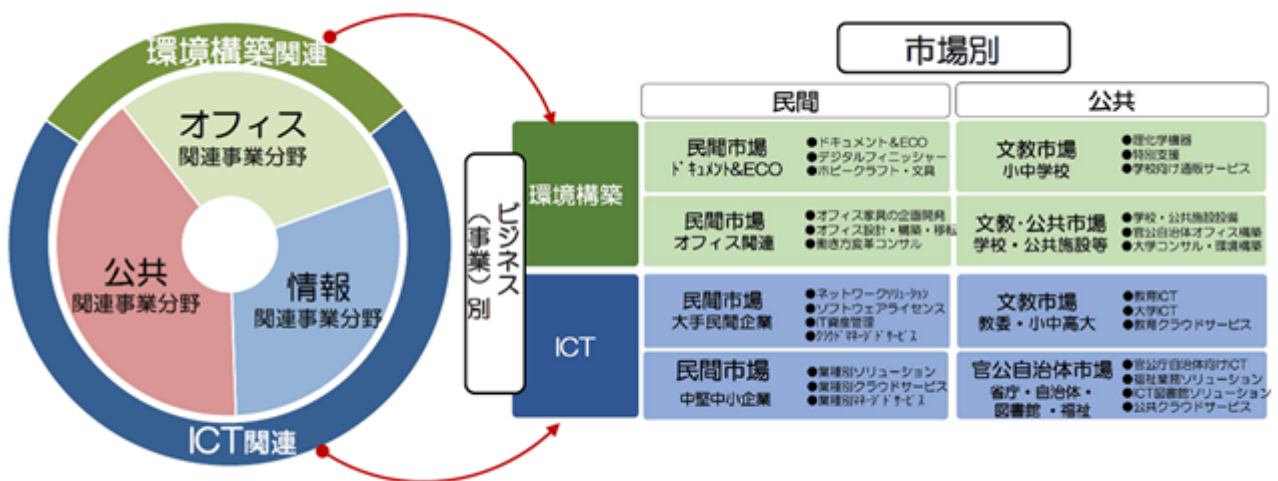 環境構築関連
オフィス
関連事業分野
公共
関連事業分野
情報
関連事業分野
ICT関連
市場別
民間
公共
ビジネス
（事業）別
環境構築
民間市場
ドキュメント&ECO
●ドキュメント&ECO
●デジタルフィニッシャー
●ホビークラフト・文具
文教市場
小中学校
●理化学機器
●特別支援
●学校向け通販サービス
民間市場
オフィス関連
●オフィス家具の企画開発
●オフィス設計・構築・移転
●働き方変革コンサル
文教・公共市場
学校・公共施設等
●学校・公共施設設備
●官公自治体オフィス構築
●大学コンサル・環境構築
ICT
民間市場
大手民間企業
●ネットワークソリューション
●ソフトウェアライセンス
●IT資産管理
●クラウドマネージドサービス
文教市場
教委・小中高大
●教育ICT
●大学ICT
●教育クラウドサービス
民間市場
中堅中小企業
●業種別ソリューション
●業種別クラウドサービス
●業種別マネージドサービス
官公自治体市場
省庁・自治体・
図書館・福祉
●官公庁自治体向けICT
●福祉業務ソリューション
●ICT図書館ソリューション
●公共クラウドサービス